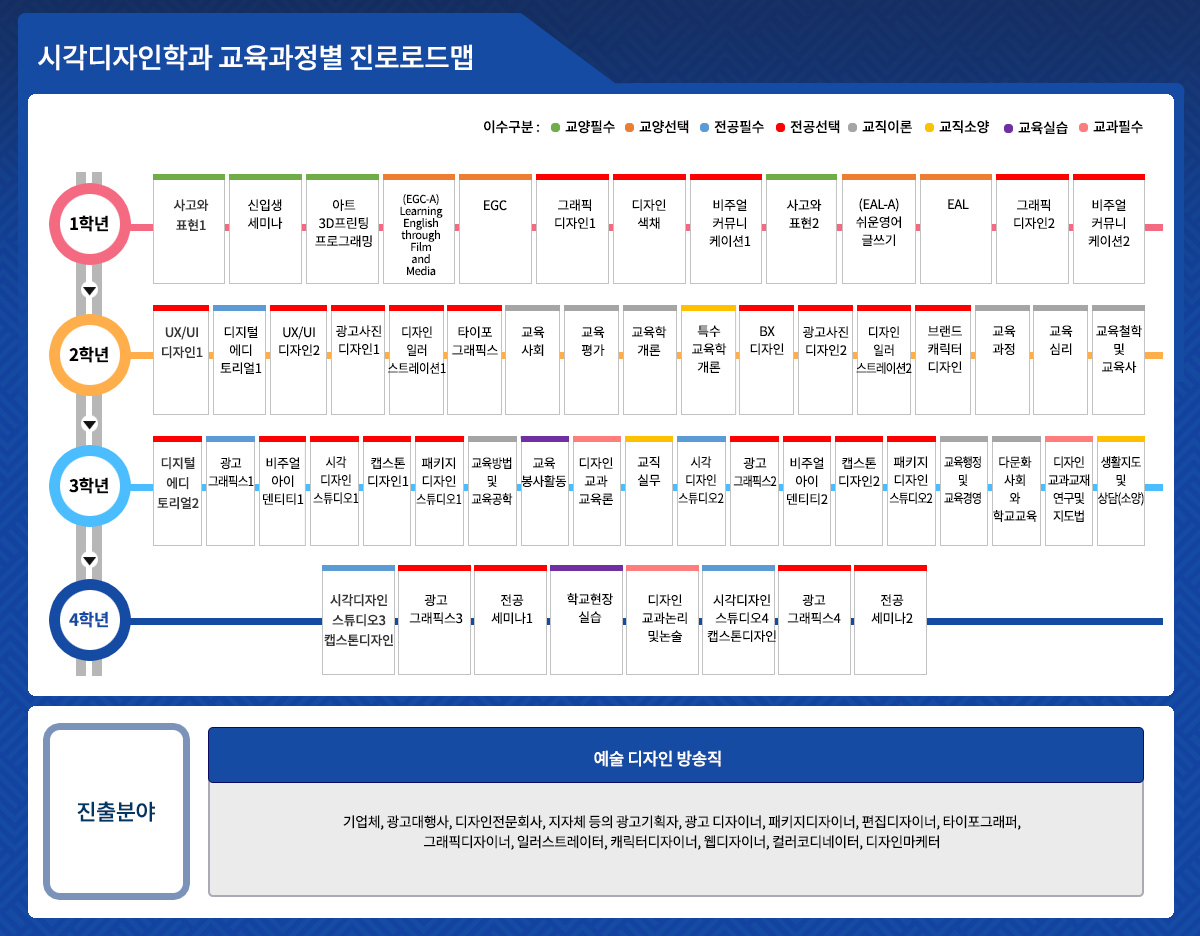 시각디자인학과 교육과정별 진로로드맵
이수구분 : 교양필수 교양선택 전공필수 전공선택 교직이론 교직소양 교육실습 교과필수
1학년
사고와
표현1
신입생
세미나
아트
3D프린팅
프로그래밍
(EGC-A)
Learning
English
through
Film
and
Media
EGC
그래픽
디자인1
디자인
색채
비주얼
커뮤니
케이션1
사고와
표현2
(EAL-A)
쉬운영어
글쓰기
EAL
그래픽
디자인2
비주얼
커뮤니
케이션2
2학년
UX/UI
디자인1
디지털
에디
토리얼1
UX/UI
디자인2
광고사진
디자인1
디자인
일러
스트레이션1
타이포
그래픽스
교육
사회
교육
평가
교육학
개론
특수
교육학
개론
BX
디자인
광고사진
디자인2
디자인
일러
스트레이션2
브랜드
캐릭터
디자인
교육
과정
교육
심리
교육철학
및
교육사
3학년
디지털
에디
토리얼2
광고
그래픽스1
비주얼
아이
덴티티1
시각
디자인
스튜디오1
캡스톤
디자인1
패키지
디자인
스튜디오1
교육방법
및
교육공학
교육
봉사활동
디자인
교과
교육론
교직
실무
시각
디자인
스튜디오2
광고
그래픽스2
비주얼
아이
덴티티2
캡스톤
디자인2
패키지
디자인
스튜디오2
교육행정
및
교육경영
다문화
사회
와
학교교육
디자인
교과교재
연구및
지도법
생활지도
및
상담(소양)
4학년
시각디자인
스튜디오3
캡스톤디자인
광고
그래픽스3
전공
세미나1
학교현장
실습
디자인
교과논리
및논술
시각디자인
스튜디오4
캡스톤디자인
광고
그래픽스4
전공
세미나2
진출분야
예술 디자인 방송직
기업체, 광고대행사, 디자인전문회사, 지자체 등의 광고기획자, 광고 디자이너, 패키지디자이너, 편집디자이너, 타이포그래퍼,
그래픽디자이너, 일러스트레이터, 캐릭터디자이너, 웹디자이너, 컬러코디네이터, 디자인마케터